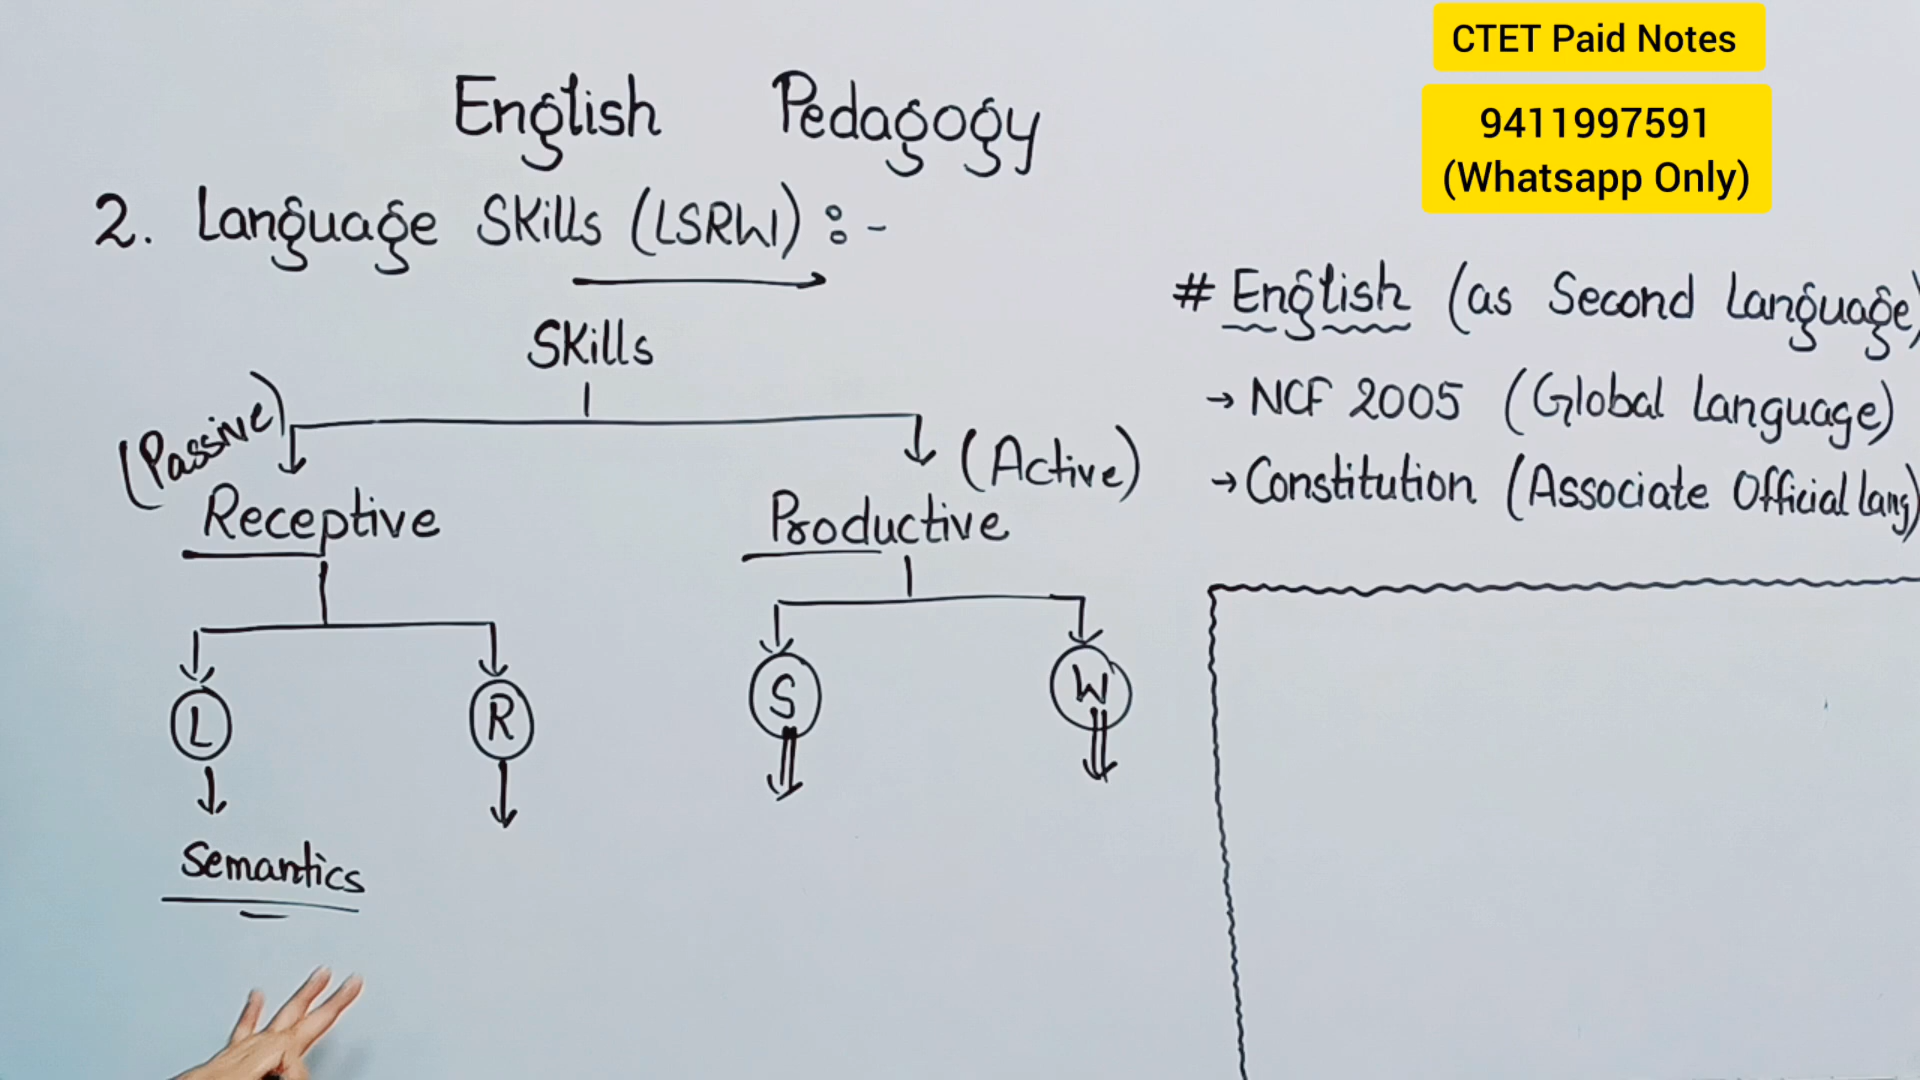 CTET Paid Notes
9411997591
(Whatsapp Only)
English Pedagogy
2. Language Skills (LSRW) :-
Skills
(Passive)
(Active)
Receptive
Productive
L
R
S
W
Semantics
# English (as Second Language)
→ NCF 2005 (Global Language)
→ Constitution (Associate Official lang)